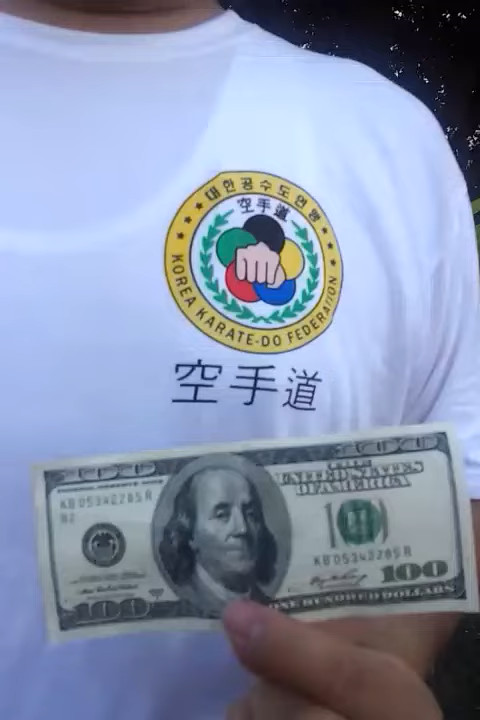 대한공수도연맹
空手道
KOREA KARATE-DO FEDERATION
空手道
100 100
THE UNITED STATES
OF AMERICA
KB 05342285 A
B2
KB 05342285 A
100
100
ONE HUNDRED DOLLARS